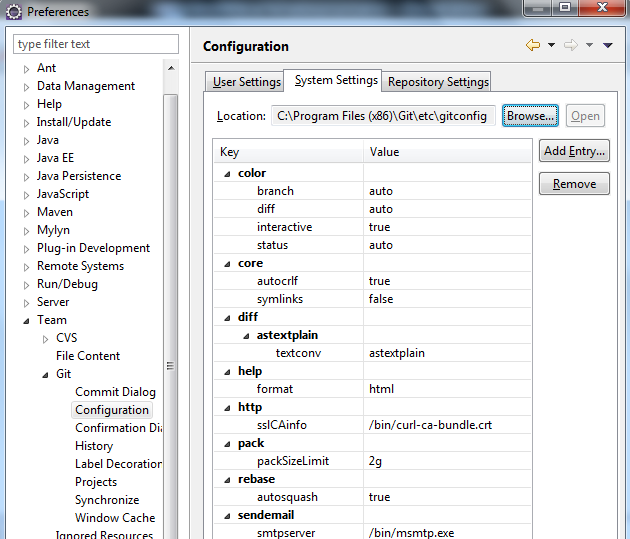 Preferences
type filter text
Ant
Data Management
Help
Install/Update
Java
Java EE
Java Persistence
JavaScript
Maven
Mylyn
Plug-in Development
Remote Systems
Run/Debug
Server
Team
CVS
File Content
Git
Commit Dialog
Configuration
Confirmation Dia
History
Label Decoration
Projects
Synchronize
Window Cache
Ignored Resources
Configuration
User Settings System Settings Repository Settings
Location: C:\Program Files (x86)\Git\etc\gitconfig Browse... Open
Key Value
color
branch auto
diff auto
interactive true
status auto
core
autocrlf true
symlinks false
diff
astextplain
textconv astextplain
help
format html
http
sslCAinfo /bin/curl-ca-bundle.crt
pack
packSizeLimit 2g
rebase
autosquash true
sendemail
smtpserver /bin/msmtp.exe
Add Entry...
Remove